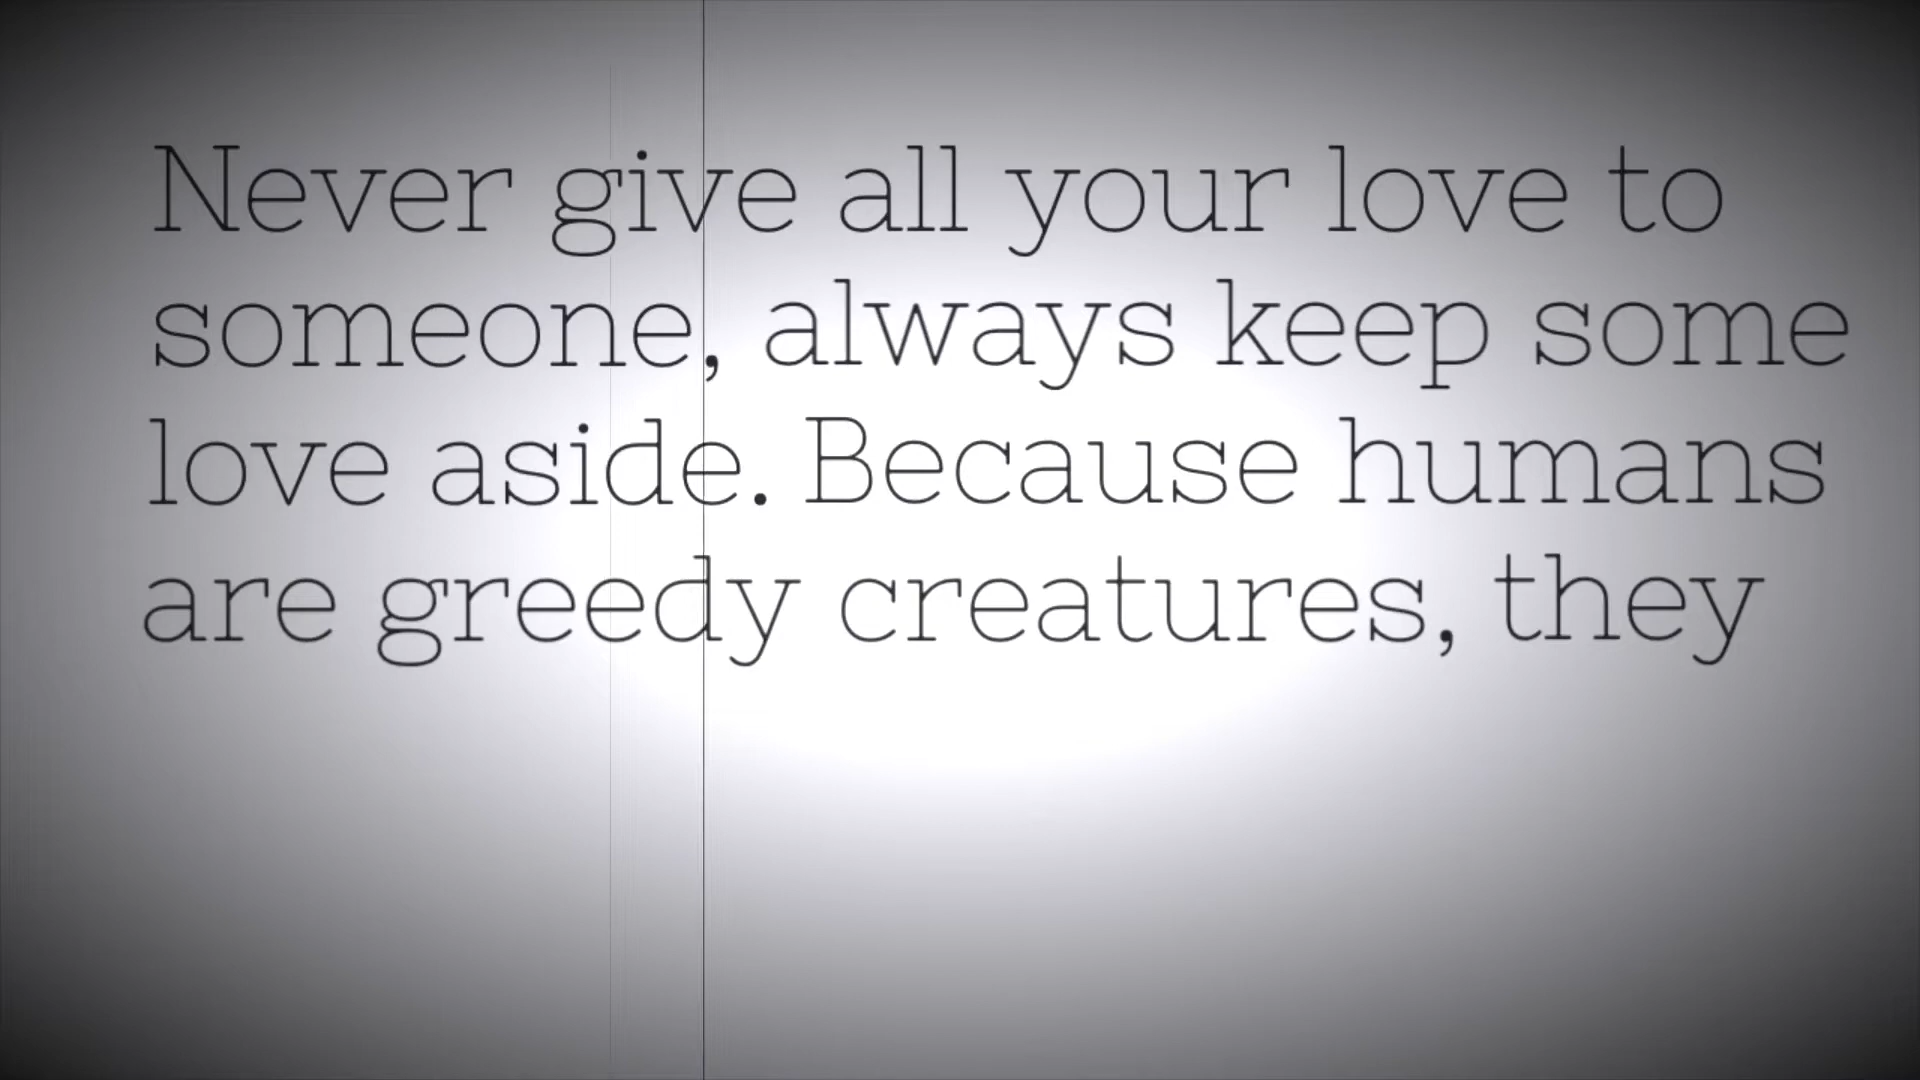 Never give all your love to
someone, always keep some
love aside. Because humans
are greedy creatures, they